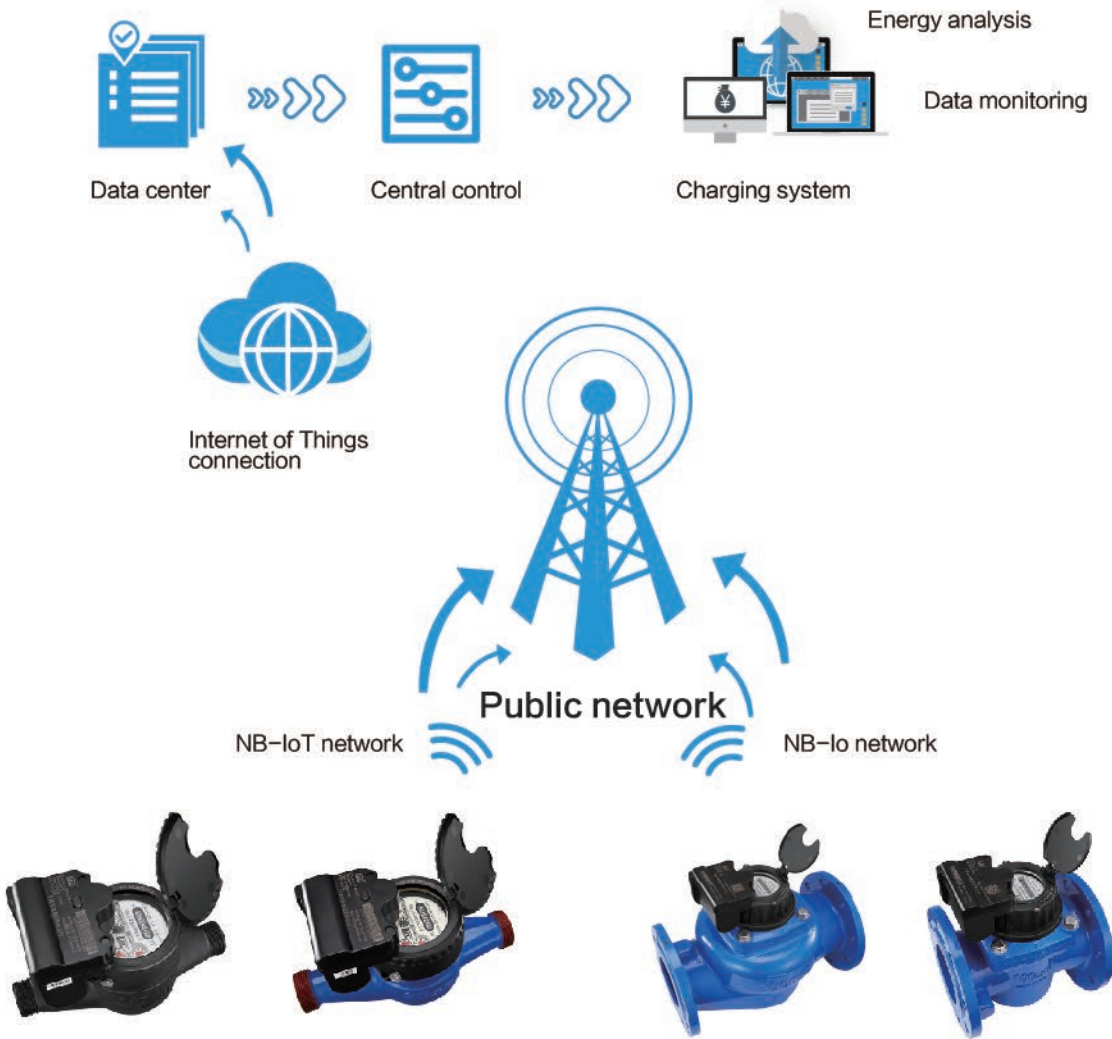 Energy analysis
Data monitoring
Data center
Central control
Charging system
Internet of Things
connection
Public network
NB-IoT network
NB-Io network